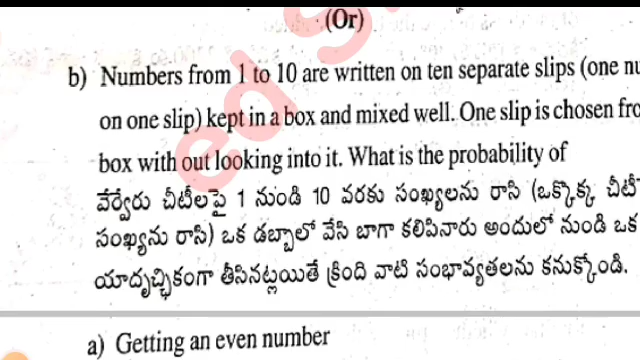 (Or)
b) Numbers from 1 to 10 are written on ten separate slips (one nu
on one slip) kept in a box and mixed well. One slip is chosen fro
box with out looking into it. What is the probability of
వేర్వేరు చీటీలపై 1 నుండి 10 వరకు సంఖ్యలను రాసి (ఒక్కొక్క చీటీ
సంఖ్యను రాసి) ఒక డబ్బాలో వేసి బాగా కలిపినారు అందులో నుండి ఒక
యాదృచ్ఛికంగా తీసినట్లయితే క్రింది వాటి సంభావ్యతలను కనుక్కోండి.
a) Getting an even number